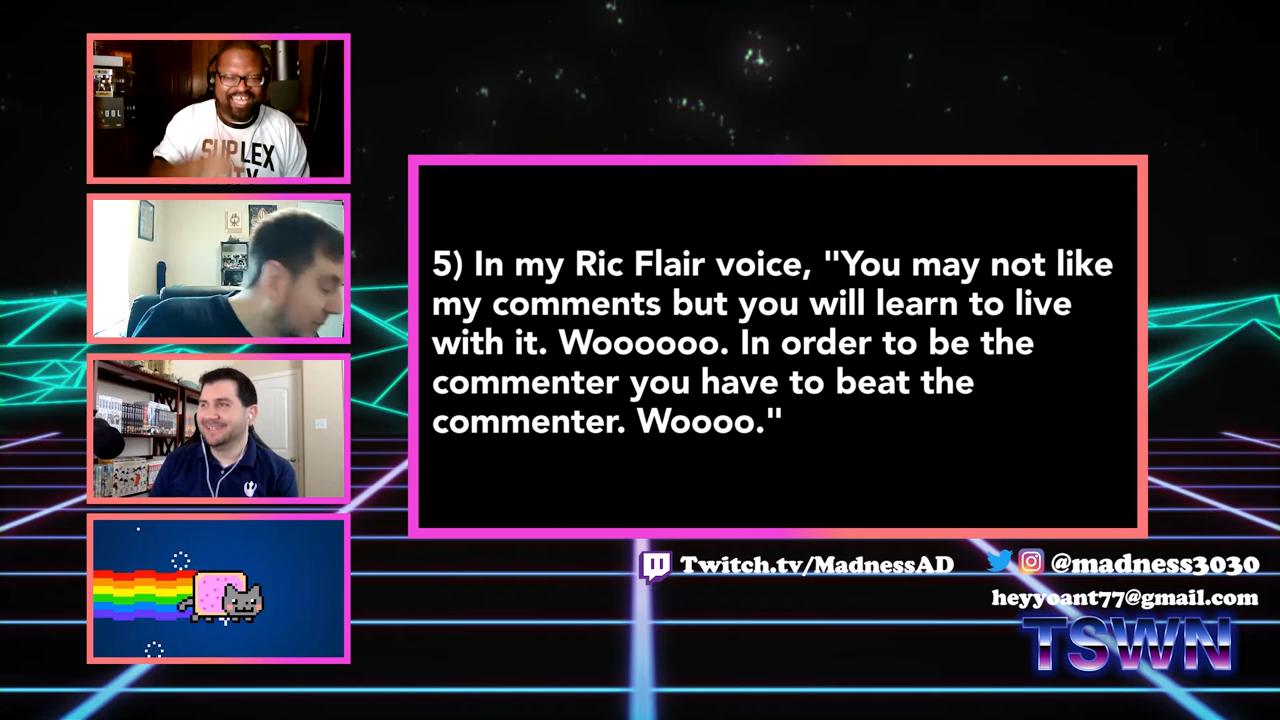 SUPLEX
5) In my Ric Flair voice, "You may not like
my comments but you will learn to live
with it. Woooooo. In order to be the
commenter you have to beat the
commenter. Woooo."
Twitch.tv/MadnessAD
@madness3030
heyyoant77@gmail.com
TSWN